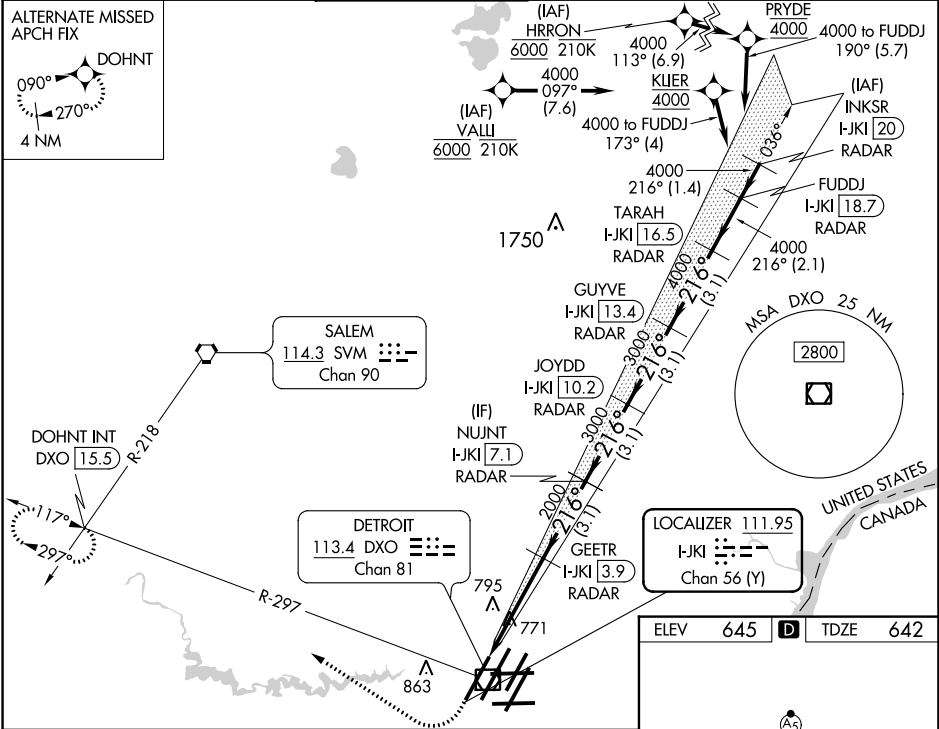 ALTERNATE MISSED
APCH FIX
DOHNT
090°
270°
4 NM
(IAF)
HRRON
6000 210K
4000
113° (6.9)
PRYDE
4000
4000 to FUDDJ
190° (5.7)
4000
097°
(7.6)
(IAF)
VALLI
6000 210K
KLIER
4000
4000 to FUDDJ
173° (4)
(IAF)
INKSR
I-JKI 20
RADAR
036°
4000
216° (1.4)
FUDDJ
I-JKI 18.7
RADAR
TARAH
I-JKI 16.5
RADAR
4000
216° (2.1)
1750
4000
216°
(3.1)
GUYVE
I-JKI 13.4
RADAR
3000
216°
(3.1)
JOYDD
I-JKI 10.2
RADAR
3000
216°
(3.1)
(IF)
NUJNT
I-JKI 7.1
RADAR
2000
216°
(3.1)
GEETR
I-JKI 3.9
RADAR
MSA DXO 25 NM
2800
SALEM
114.3 SVM
Chan 90
R-218
DOHNT INT
DXO 15.5
117°
297°
R-297
DETROIT
113.4 DXO
Chan 81
UNITED STATES
CANADA
LOCALIZER 111.95
I-JKI
Chan 56 (Y)
795
771
863
ELEV 645 D TDZE 642
A5